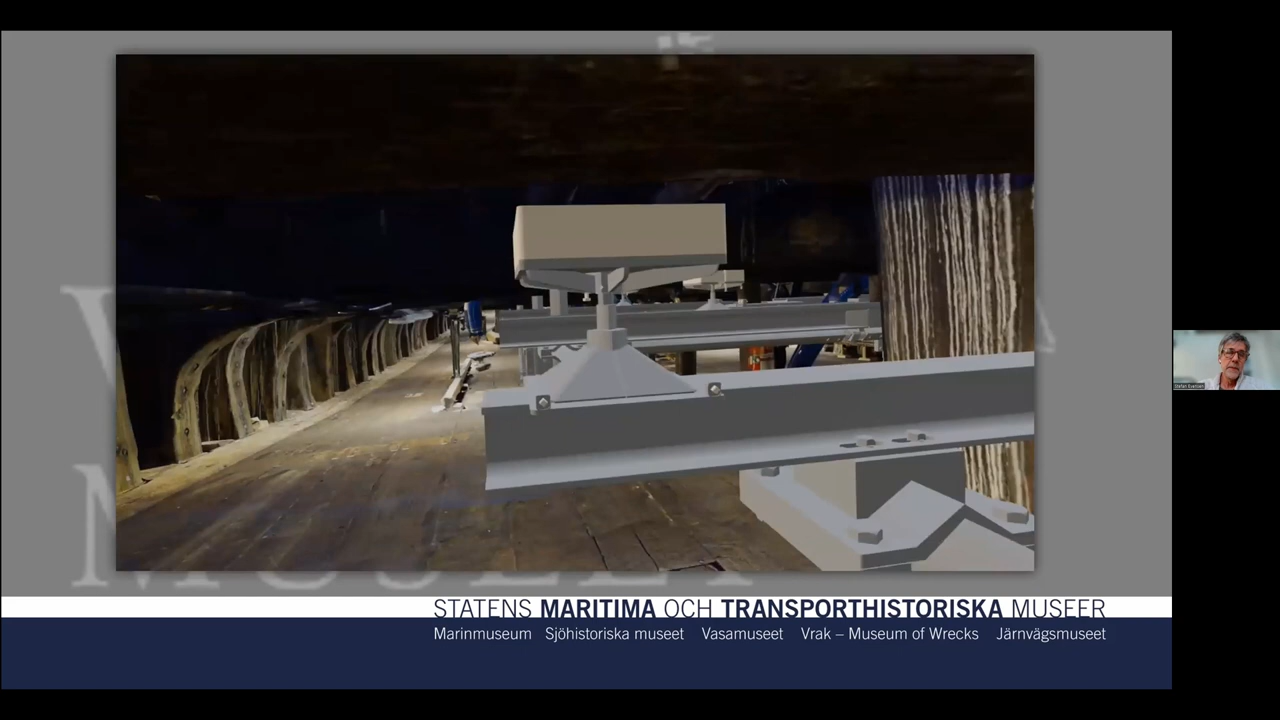 STATENS MARITIMA OCH TRANSPORTHISTORISKA MUSEER
Marinmuseum Sjöhistoriska museet Vasamuseet Vrak – Museum of Wrecks Järnvägsmuseet